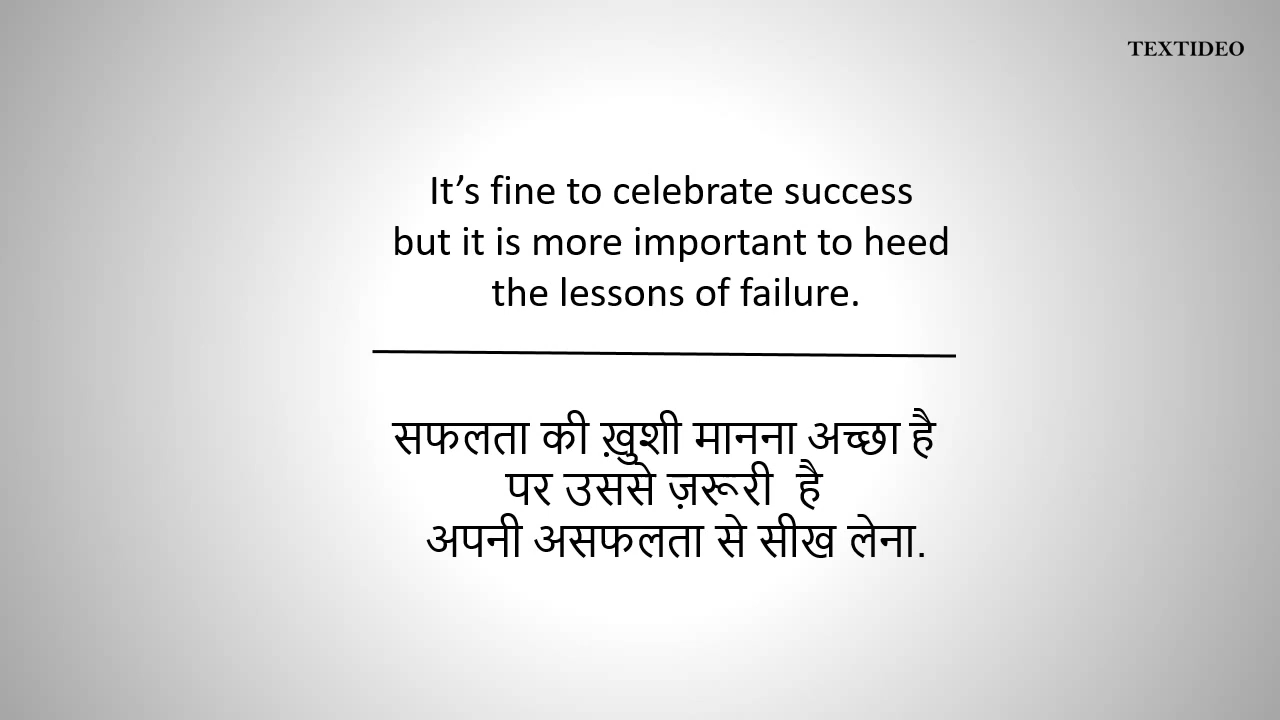 TEXTIDEO
It’s fine to celebrate success
but it is more important to heed
the lessons of failure.
सफलता की ख़ुशी मानना अच्छा है
पर उससे ज़रूरी है
अपनी असफलता से सीख लेना.